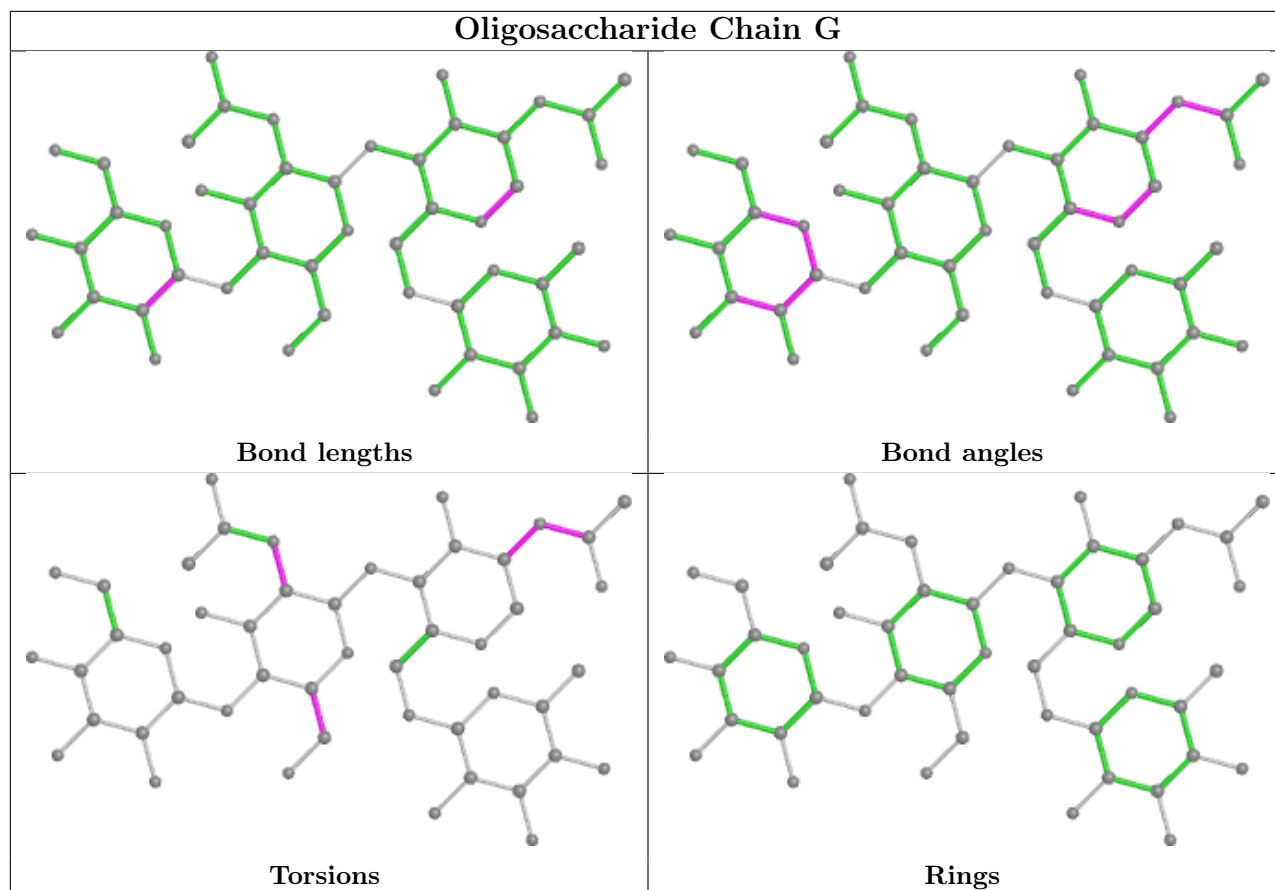 Oligosaccharide Chain G
Bond lengths
Bond angles
Torsions
Rings